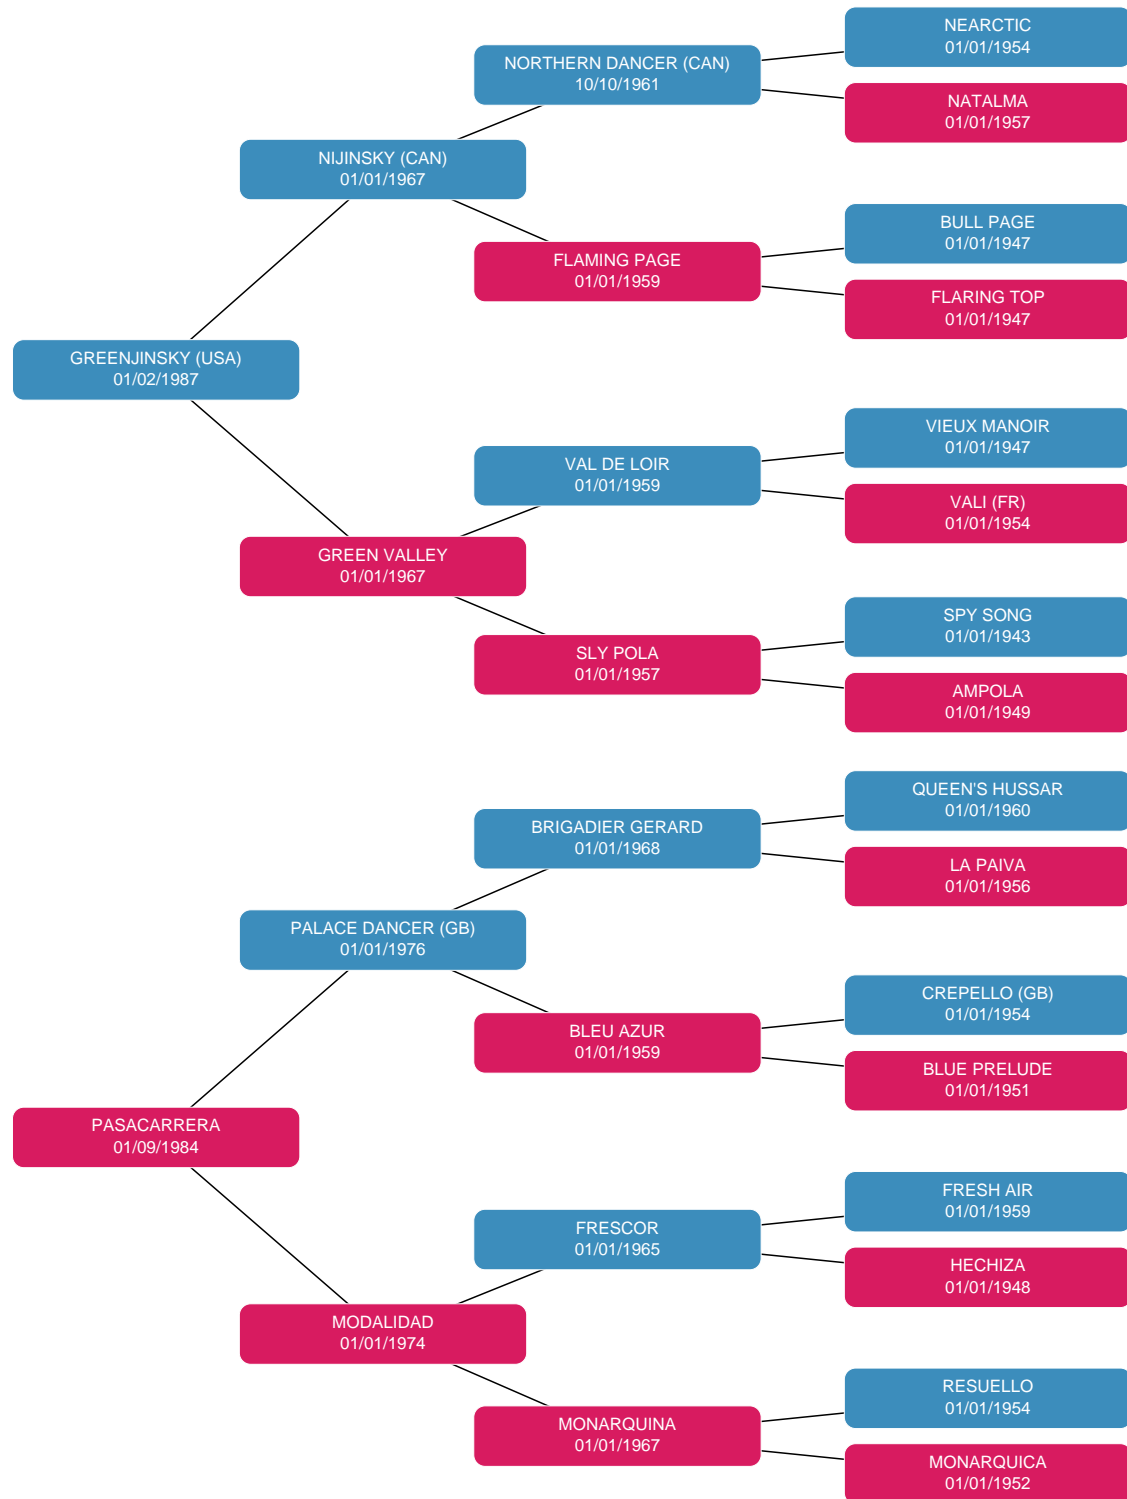 NEARCTIC
01/01/1954
NORTHERN DANCER (CAN)
10/10/1961
NATALMA
01/01/1957
NIJINSKY (CAN)
01/01/1967
BULL PAGE
01/01/1947
FLAMING PAGE
01/01/1959
FLARING TOP
01/01/1947
GREENJINSKY (USA)
01/02/1987
VIEUX MANOIR
01/01/1947
VAL DE LOIR
01/01/1959
VALI (FR)
01/01/1954
GREEN VALLEY
01/01/1967
SPY SONG
01/01/1943
SLY POLA
01/01/1957
AMPOLA
01/01/1949
QUEEN'S HUSSAR
01/01/1960
BRIGADIER GERARD
01/01/1968
LA PAIVA
01/01/1956
PALACE DANCER (GB)
01/01/1976
CREPELLO (GB)
01/01/1954
BLEU AZUR
01/01/1959
BLUE PRELUDE
01/01/1951
PASACARRERA
01/09/1984
FRESH AIR
01/01/1959
FRESCOR
01/01/1965
HECHIZA
01/01/1948
MODALIDAD
01/01/1974
RESUELLO
01/01/1954
MONARQUINA
01/01/1967
MONARQUICA
01/01/1952